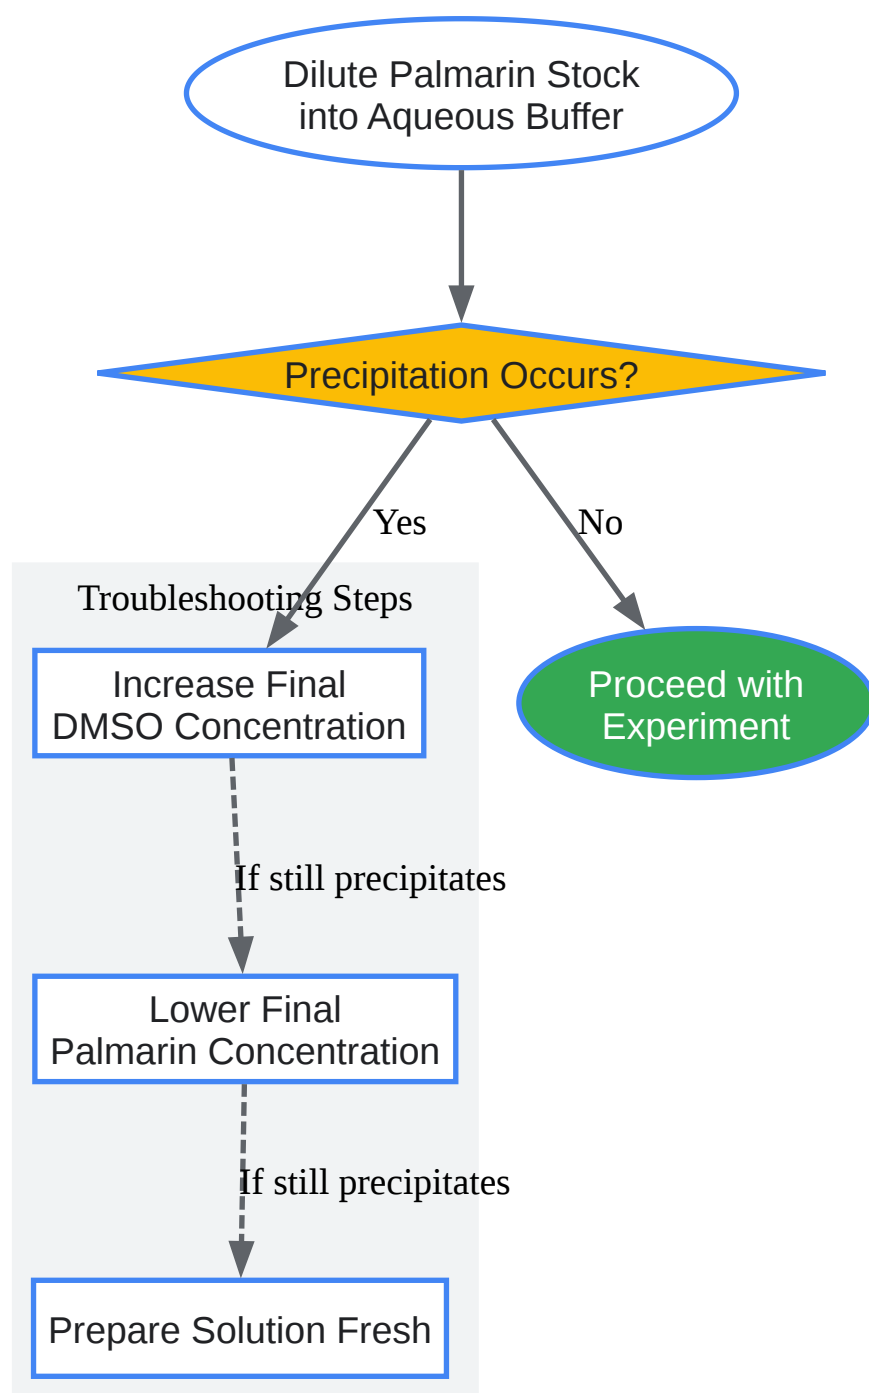 Dilute Palmarin Stock
into Aqueous Buffer
Precipitation Occurs?
Yes
No
Troubleshooting Steps
Increase Final
DMSO Concentration
Proceed with
Experiment
If still precipitates
Lower Final
Palmarin Concentration
If still precipitates
Prepare Solution Fresh